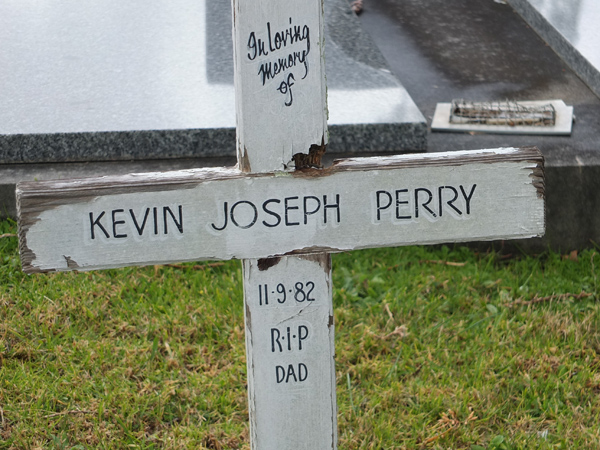 In Loving
Memory
of
KEVIN JOSEPH PERRY
11·9·82
R·I·P
DAD